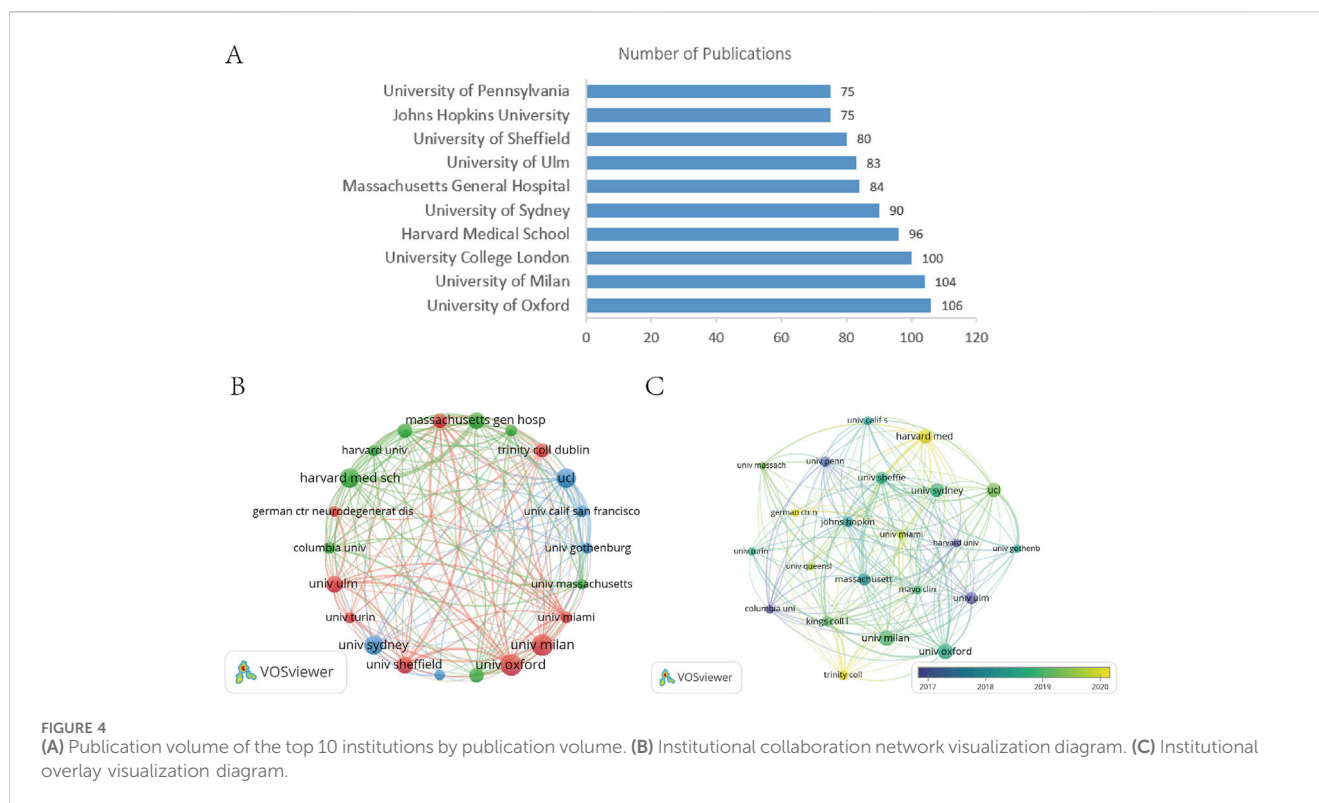 A
Number of Publications
University of Pennsylvania 75
Johns Hopkins University 75
University of Sheffield 80
University of Ulm 83
Massachusetts General Hospital 84
University of Sydney 90
Harvard Medical School 96
University College London 100
University of Milan 104
University of Oxford 106
0 20 40 60 80 100 120
B
massachusetts gen hosp
harvard univ
trinity coll dublin
harvard med sch
ucl
german ctr neurodegenerat dis
univ calif san francisco
columbia univ
univ gothenburg
univ ulm
univ massachusetts
univ turin
univ miami
univ sydney
univ milan
univ sheffield
univ oxford
VOSviewer
C
univ calif s
harvard med
univ massach
univ penn
univ sheffie
univ sydney
ucl
german ctr n
johns hopkin
univ miami
harvard univ
univ turin
univ gothenb
univ queensl
massachusett
mayo clin
columbia uni
univ ulm
kings coll l
univ milan
univ oxford
trinity coll
VOSviewer
2017 2018 2019 2020
FIGURE 4
(A) Publication volume of the top 10 institutions by publication volume. (B) Institutional collaboration network visualization diagram. (C) Institutional
overlay visualization diagram.